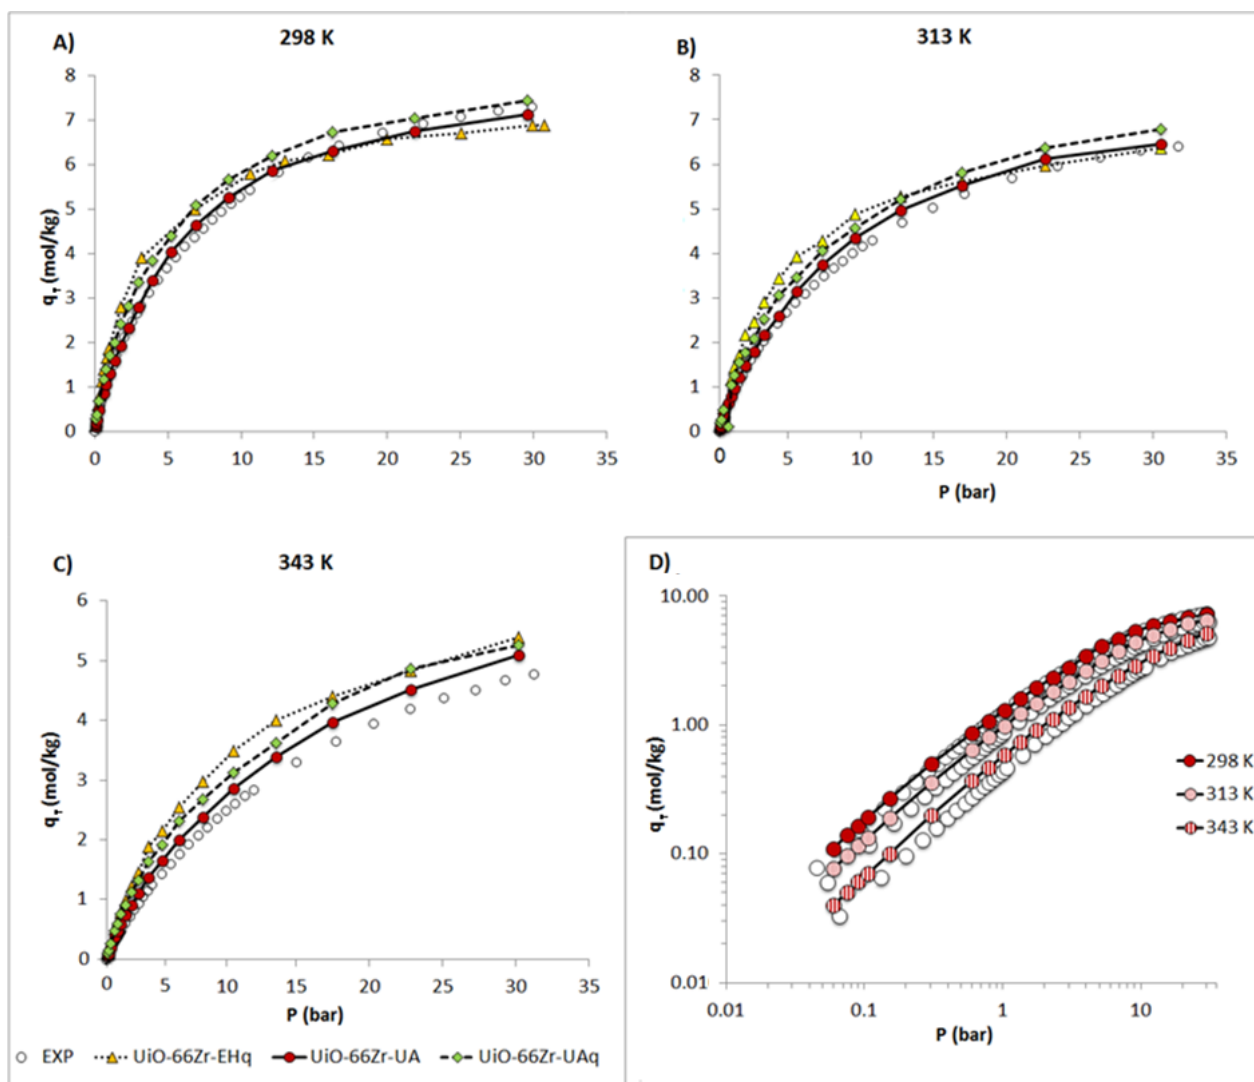 A)
298 K
8
7
6
5
4
3
2
1
0
qT (mol/kg)
0 5 10 15 20 25 30 35
B)
313 K
8
7
6
5
4
3
2
1
0
0 5 10 15 20 25 30 35
P (bar)
C)
343 K
6
5
4
3
2
1
0
qT (mol/kg)
0 5 10 15 20 25 30 35
P (bar)
EXP UiO-66Zr-EHq UiO-66Zr-UA UiO-66Zr-UAq
D)
10.00
1.00
0.10
0.01
qT (mol/kg)
0.01 0.1 1 10
P (bar)
298 K
313 K
343 K